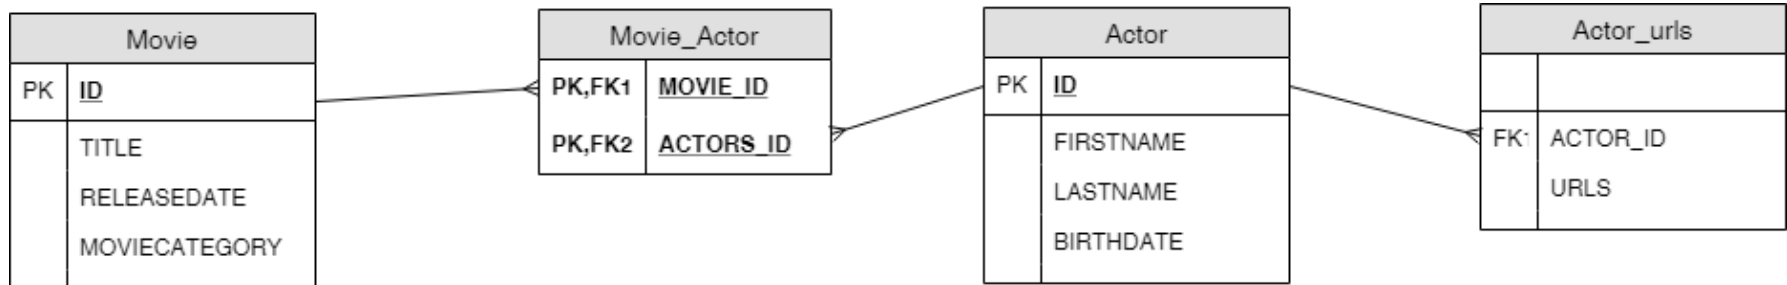 Movie
PK ID
TITLE
RELEASEDATE
MOVIECATEGORY
Movie_Actor
PK,FK1 MOVIE_ID
PK,FK2 ACTORS_ID
Actor
PK ID
FIRSTNAME
LASTNAME
BIRTHDATE
Actor_urls
FK1 ACTOR_ID
URLS